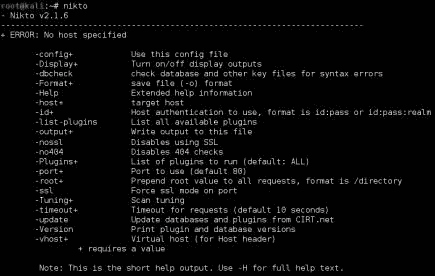 root@kali:~# nikto
- Nikto v2.1.6
---------------------------------------------------------------------------
+ ERROR: No host specified
-config+ Use this config file
-Display+ Turn on/off display outputs
-dbcheck check database and other key files for syntax errors
-Format+ save file (-o) format
-Help Extended help information
-host+ target host
-id+ Host authentication to use, format is id:pass or id:pass:realm
-list-plugins List all available plugins
-output+ Write output to this file
-nossl Disables using SSL
-no404 Disables 404 checks
-Plugins+ List of plugins to run (default: ALL)
-port+ Port to use (default 80)
-root+ Prepend root value to all requests, format is /directory
-ssl Force ssl mode on port
-Tuning+ Scan tuning
-timeout+ Timeout for requests (default 10 seconds)
-update Update databases and plugins from CIRT.net
-Version Print plugin and database versions
-vhost+ Virtual host (for Host header)
+ requires a value
Note: This is the short help output. Use -H for full help text.